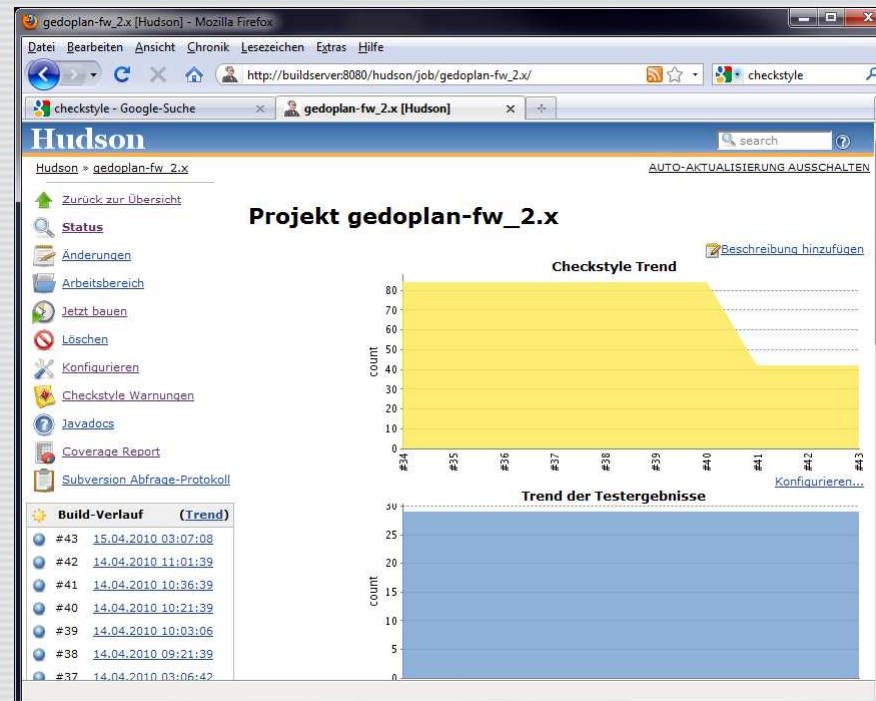 gedoplan-fw_2.x [Hudson] - Mozilla Firefox
Datei Bearbeiten Ansicht Chronik Lesezeichen Extras Hilfe
http://buildserver:8080/hudson/job/gedoplan-fw_2.x/ checkstyle
checkstyle - Google-Suche gedoplan-fw_2.x [Hudson]
Hudson search
Hudson » gedoplan-fw_2.x AUTO-AKTUALISIERUNG AUSSCHALTEN
Zurück zur Übersicht
Status
Änderungen
Arbeitsbereich
Jetzt bauen
Löschen
Konfigurieren
Checkstyle Warnungen
Javadocs
Coverage Report
Subversion Abfrage-Protokoll
Build-Verlauf (Trend)
#43 15.04.2010 03:07:08
#42 14.04.2010 11:01:39
#41 14.04.2010 10:36:39
#40 14.04.2010 10:21:39
#39 14.04.2010 10:03:06
#38 14.04.2010 09:21:39
#37 14.04.2010 03:06:42
Projekt gedoplan-fw_2.x
Beschreibung hinzufügen
Checkstyle Trend
count
80
70
60
50
40
30
20
10
0
#34 #35 #36 #37 #38 #39 #40 #41 #42 #43
Konfigurieren...
Trend der Testergebnisse
count
30
25
20
15
10
5
0